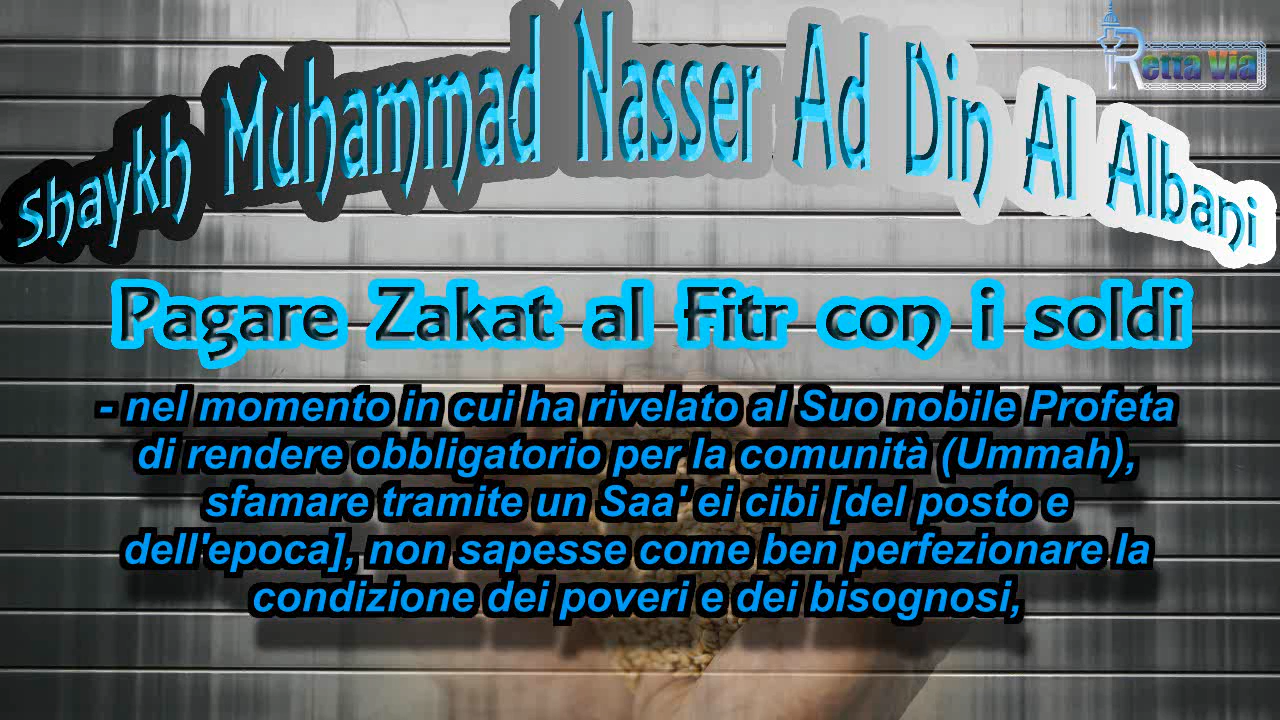 Retta Via
Shaykh Muhammad Nasser Ad Din Al Albani
Pagare Zakat al Fitr con i soldi
- nel momento in cui ha rivelato al Suo nobile Profeta
di rendere obbligatorio per la comunità (Ummah),
sfamare tramite un Saa' ei cibi [del posto e
dell'epoca], non sapesse come ben perfezionare la
condizione dei poveri e dei bisognosi,